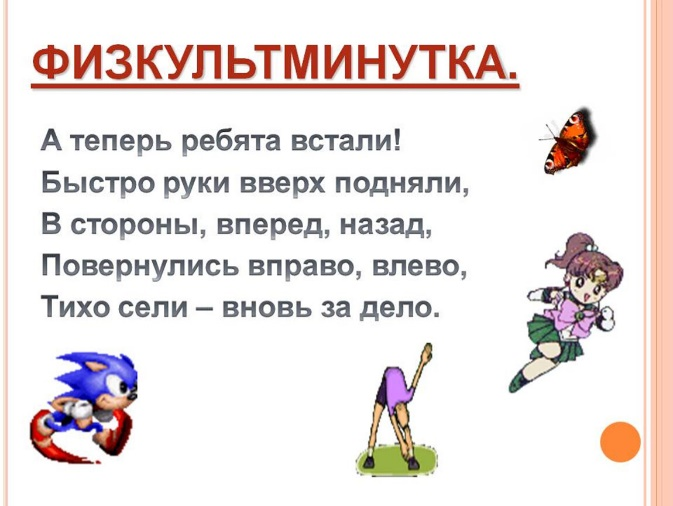 ФИЗКУЛЬТМИНУТКА.
А теперь ребята встали!
Быстро руки вверх подняли,
В стороны, вперед, назад,
Повернулись вправо, влево,
Тихо сели – вновь за дело.